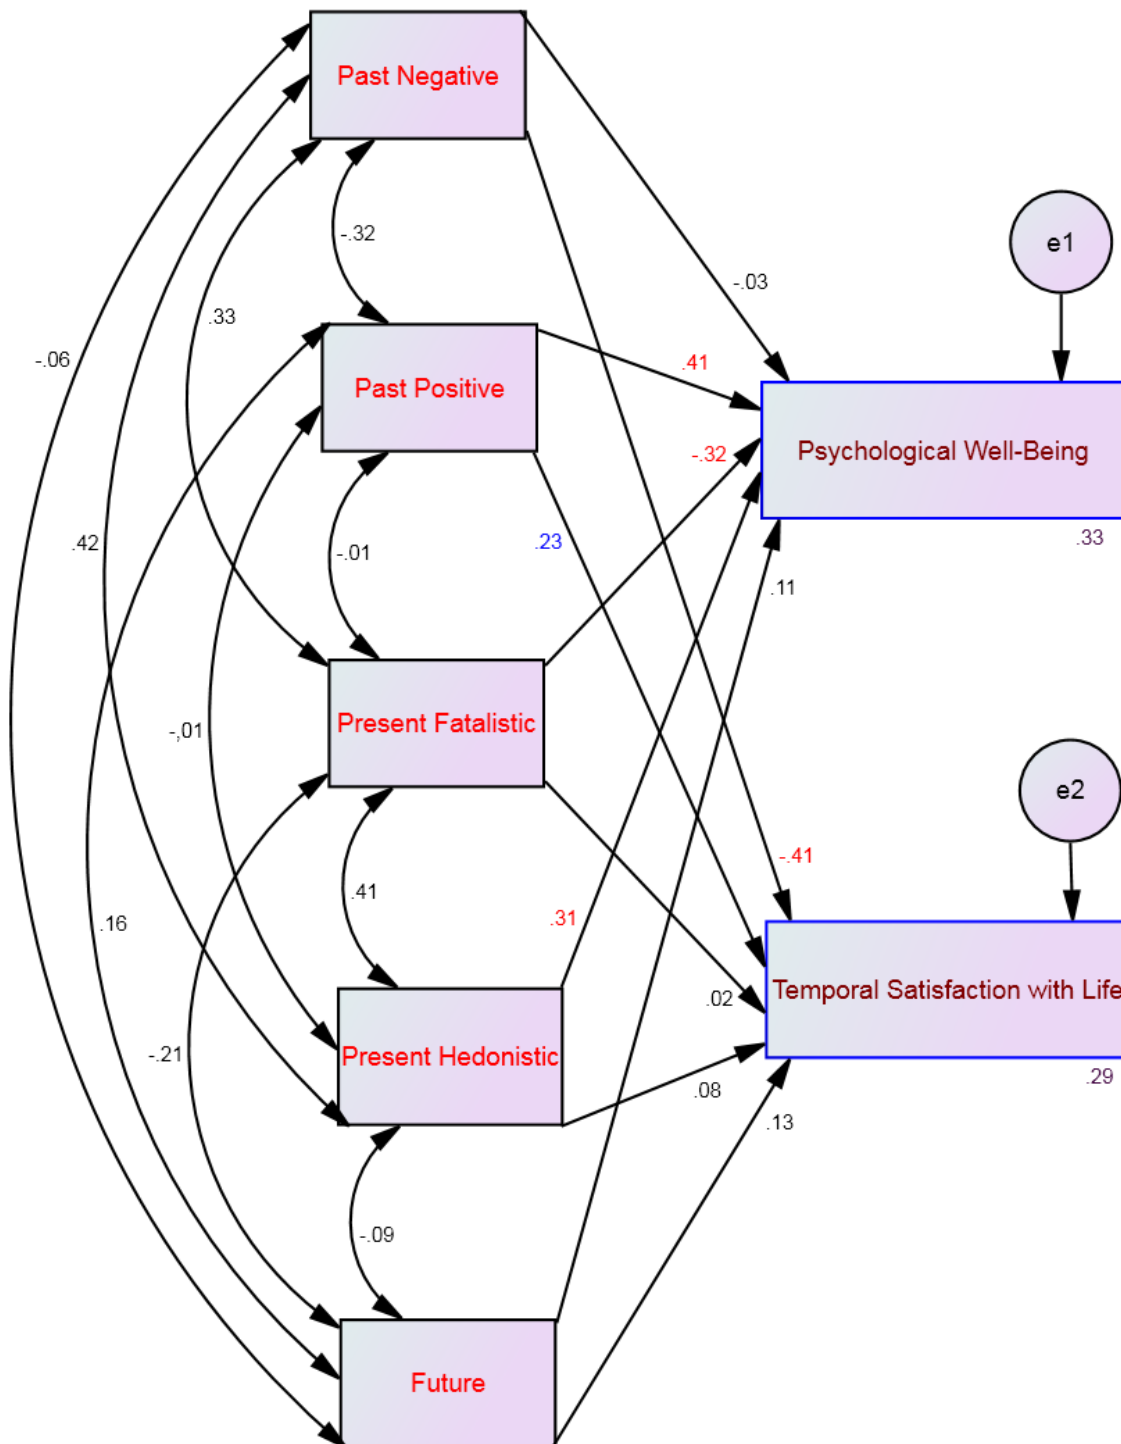 Past Negative
-.32
.33
-.06
-.03
e1
Past Positive
.41
Psychological Well-Being
.33
-.32
.42
-.01
.23
.11
Present Fatalistic
-,01
e2
.41
-.41
.16
.31
Temporal Satisfaction with Life
.02
.29
Present Hedonistic
-.21
.08
.13
-.09
Future